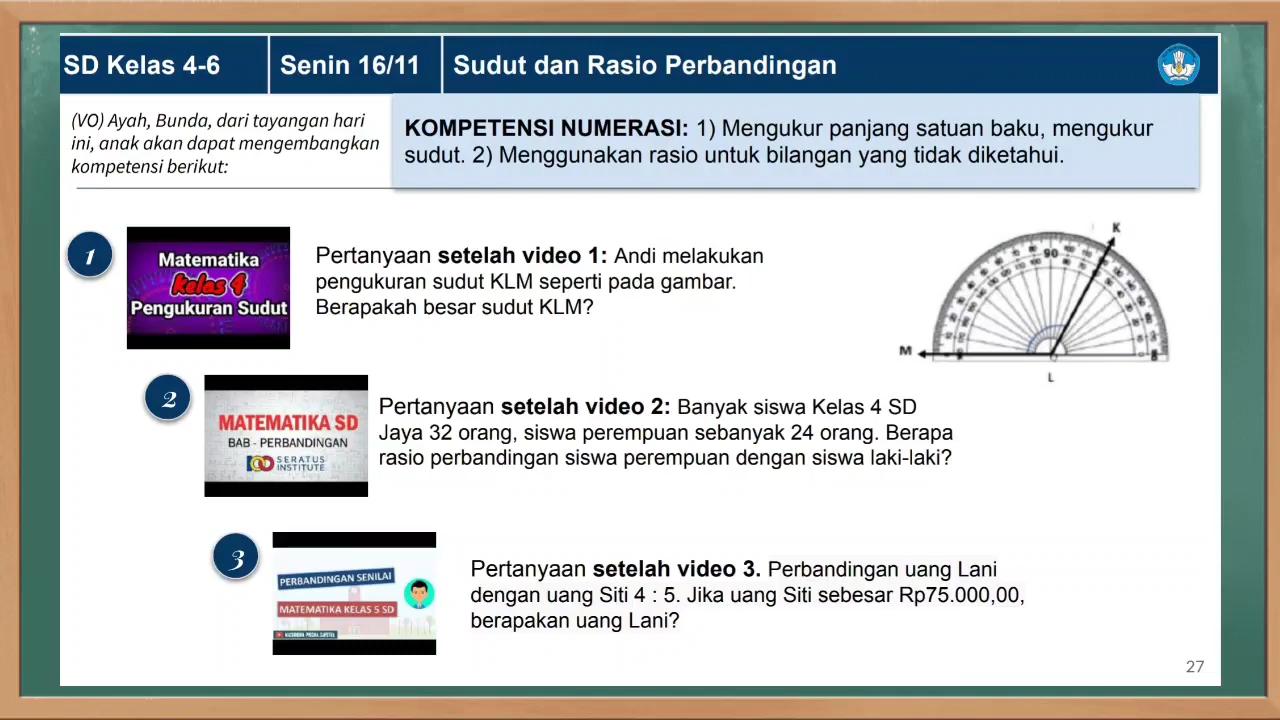 SD Kelas 4-6
Senin 16/11
Sudut dan Rasio Perbandingan
(VO) Ayah, Bunda, dari tayangan hari
ini, anak akan dapat mengembangkan
kompetensi berikut:
KOMPETENSI NUMERASI: 1) Mengukur panjang satuan baku, mengukur
sudut. 2) Menggunakan rasio untuk bilangan yang tidak diketahui.
1
Matematika
kelas 4
Pengukuran Sudut
Pertanyaan setelah video 1: Andi melakukan
pengukuran sudut KLM seperti pada gambar.
Berapakah besar sudut KLM?
K
90
M
L
2
MATEMATIKA SD
BAB - PERBANDINGAN
SERATUS
INSTITUTE
Pertanyaan setelah video 2: Banyak siswa Kelas 4 SD
Jaya 32 orang, siswa perempuan sebanyak 24 orang. Berapa
rasio perbandingan siswa perempuan dengan siswa laki-laki?
3
PERBANDINGAN SENILAI
MATEMATIKA KELAS 5 SD
Pertanyaan setelah video 3. Perbandingan uang Lani
dengan uang Siti 4 : 5. Jika uang Siti sebesar Rp75.000,00,
berapakan uang Lani?
27